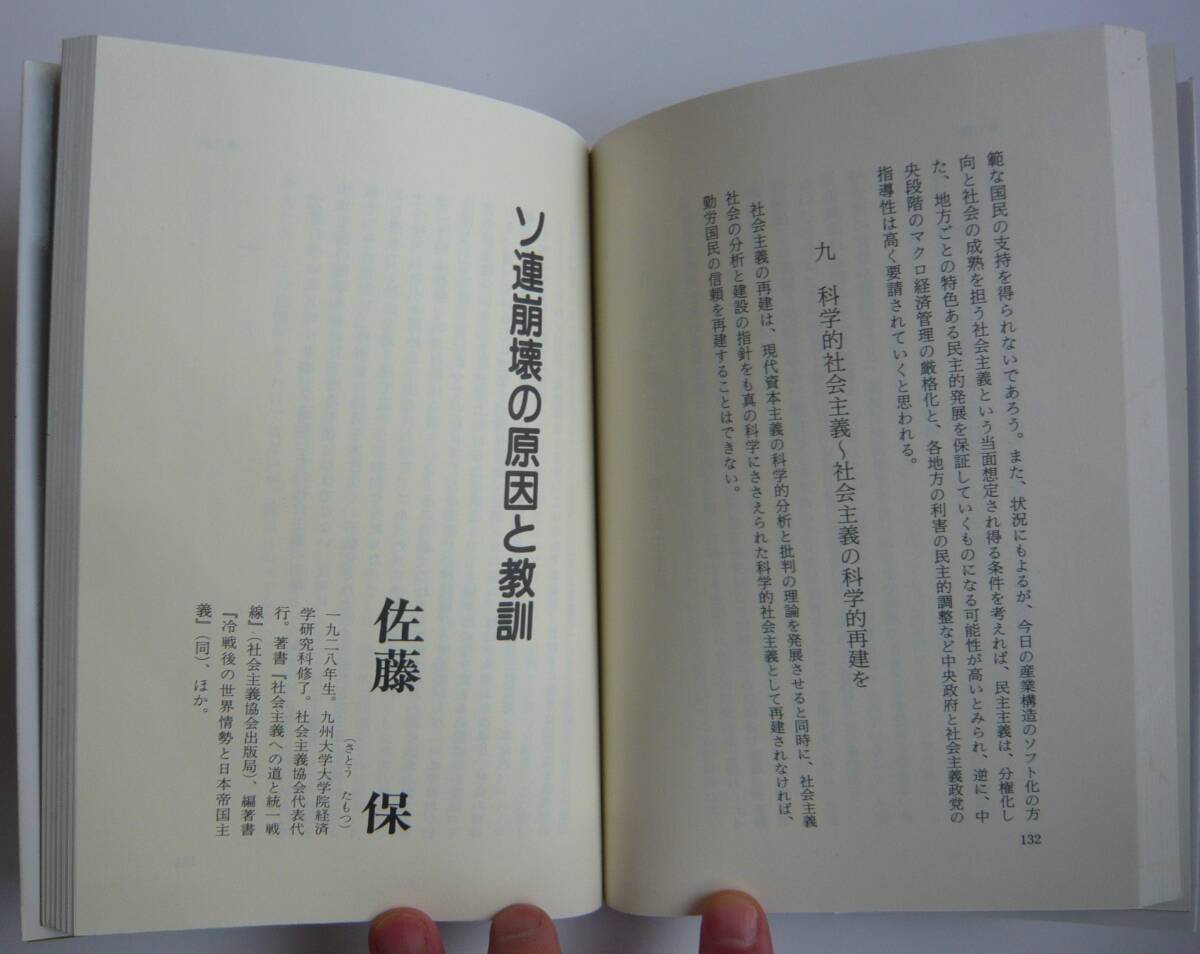 範な国民の支持を得られないであろう。また、状況にもよるが、今日の産業構造のソフト化の方
向と社会の成熟を担う社会主義という当面想定され得る条件を考えれば、民主主義は、分権化し
た、地方ごとの特色ある民主的発展を保証していくものになる可能性が高いとみられ、逆に、中
央段階のマクロ経済管理の厳格化と、各地方の利害の民主的調整など中央政府と社会主義政党の
指導性は高く要請されていくと思われる。
九 科学的社会主義〜社会主義の科学的再建を
社会主義の再建は、現代資本主義の科学的分析と批判の理論を発展させると同時に、社会主義
社会の分析と建設の指針をも真の科学にささえられた科学的社会主義として再建されなければ、
勤労国民の信頼を再建することはできない。
132
ソ連崩壊の原因と教訓
佐藤 保
(さとう たもつ)
一九二八年生。九州大学大学院経済
学研究科修了。社会主義協会代表代
行。著書『社会主義への道と統一戦
線』(社会主義協会出版局)、編著書
『冷戦後の世界情勢と日本帝国主
義』(同)、ほか。